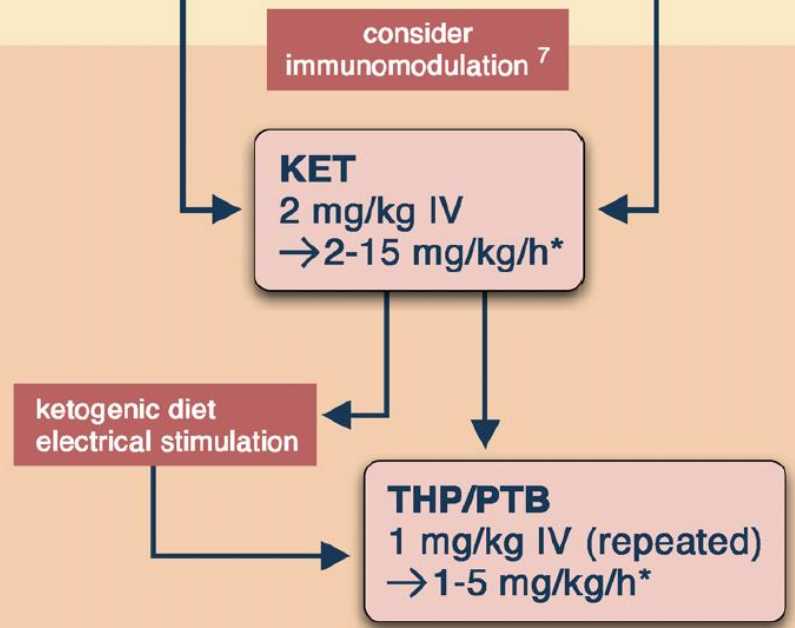 consider
immunomodulation 7
KET
2 mg/kg IV
→2-15 mg/kg/h*
ketogenic diet
electrical stimulation
THP/PTB
1 mg/kg IV (repeated)
→1-5 mg/kg/h*